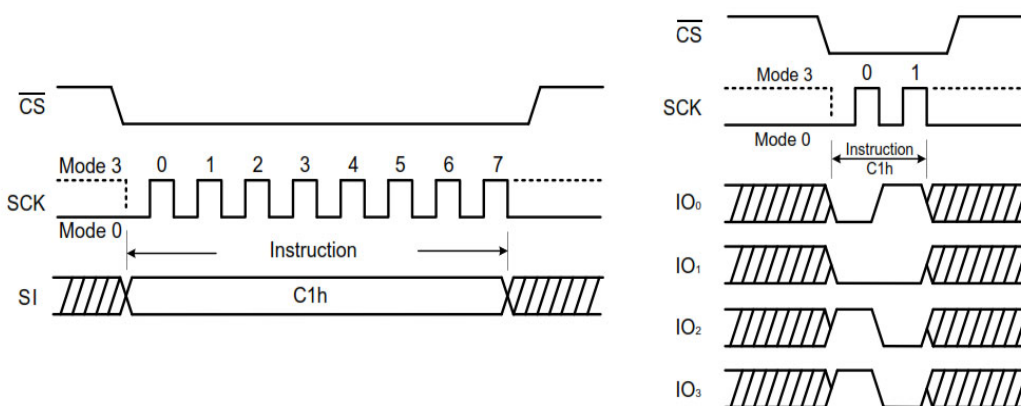 CS
Mode 3 0 1 2 3 4 5 6 7
SCK
Mode 0
Instruction
SI C1h
CS
Mode 3 0 1
SCK
Mode 0 Instruction
C1h
IO₀
IO₁
IO₂
IO₃